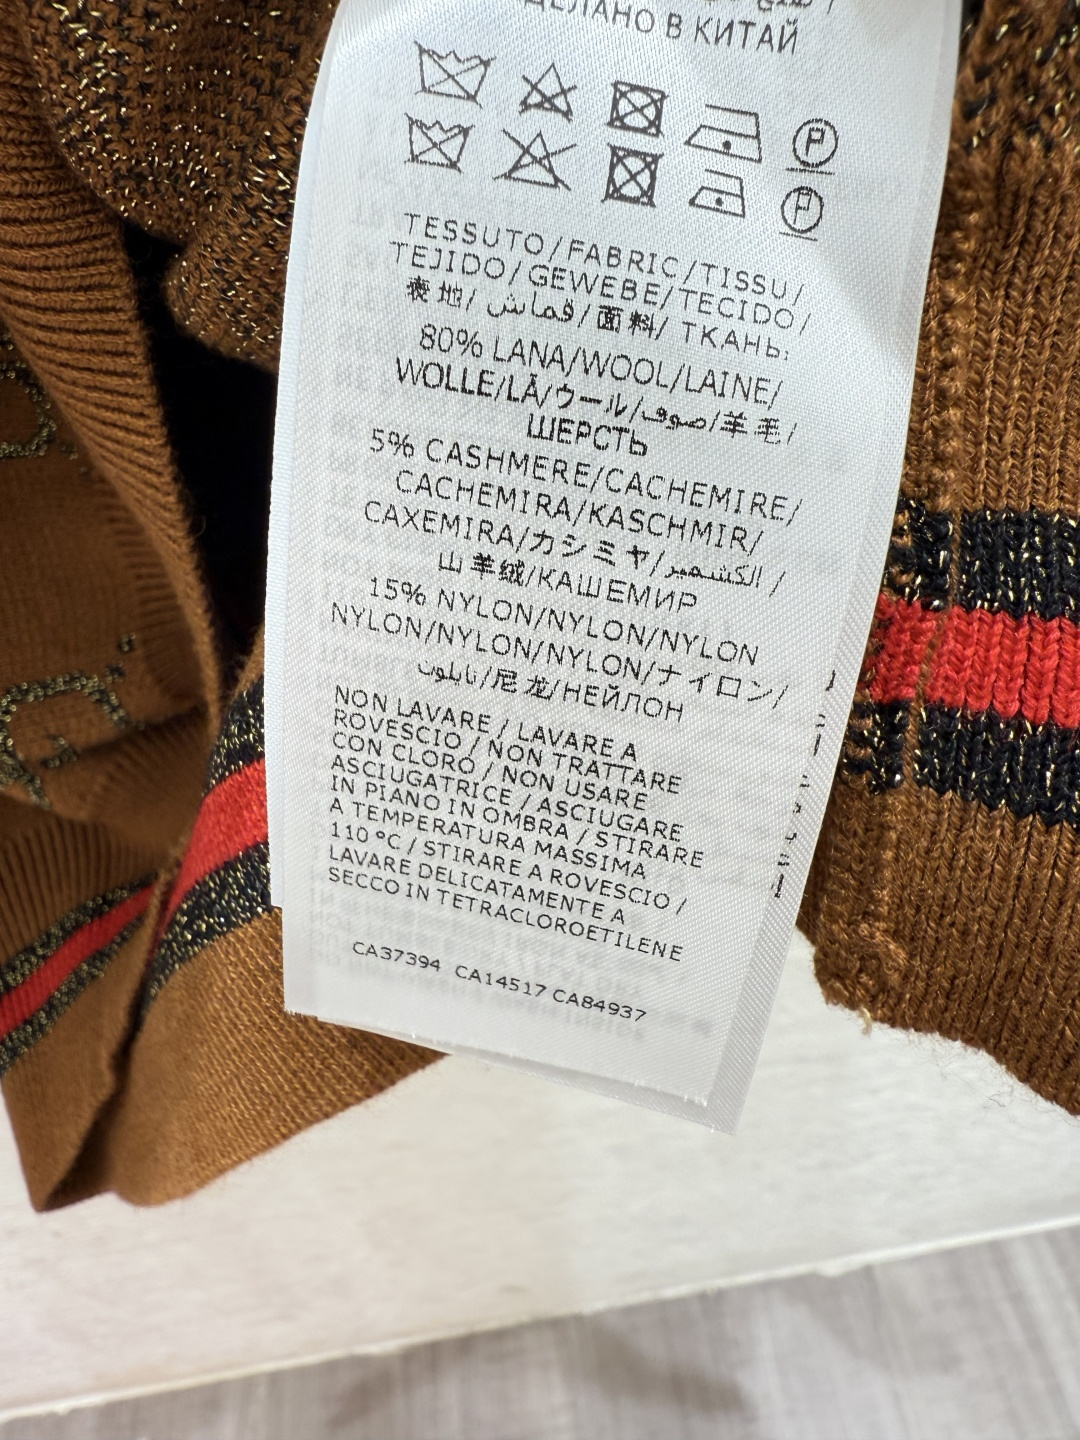 ДЕЛАНО В КИТАЙ
P
P
TESSUTO/FABRIC/TISSU/
TEJIDO/GEWEBE/TECIDO/
表地/ قماش/面料/ ТКАНЬ:
80% LANA/WOOL/LAINE/
WOLLE/LÃ/ウール/صوف/羊毛/
ШЕРСТЬ
5% CASHMERE/CACHEMIRE/
CACHEMIRA/KASCHMIR/
CAXEMIRA/カシミヤ/الكشمير /
山羊绒/КАШЕМИР
15% NYLON/NYLON/NYLON
NYLON/NYLON/NYLON/ナイロン/
نايلون/尼龙/НЕЙЛОН
NON LAVARE / LAVARE A
ROVESCIO / NON TRATTARE
CON CLORO / NON USARE
ASCIUGATRICE / ASCIUGARE
IN PIANO IN OMBRA / STIRARE
A TEMPERATURA MASSIMA
110 °C / STIRARE A ROVESCIO /
LAVARE DELICATAMENTE A
SECCO IN TETRACLOROETILENE
CA37394 CA14517 CA84937